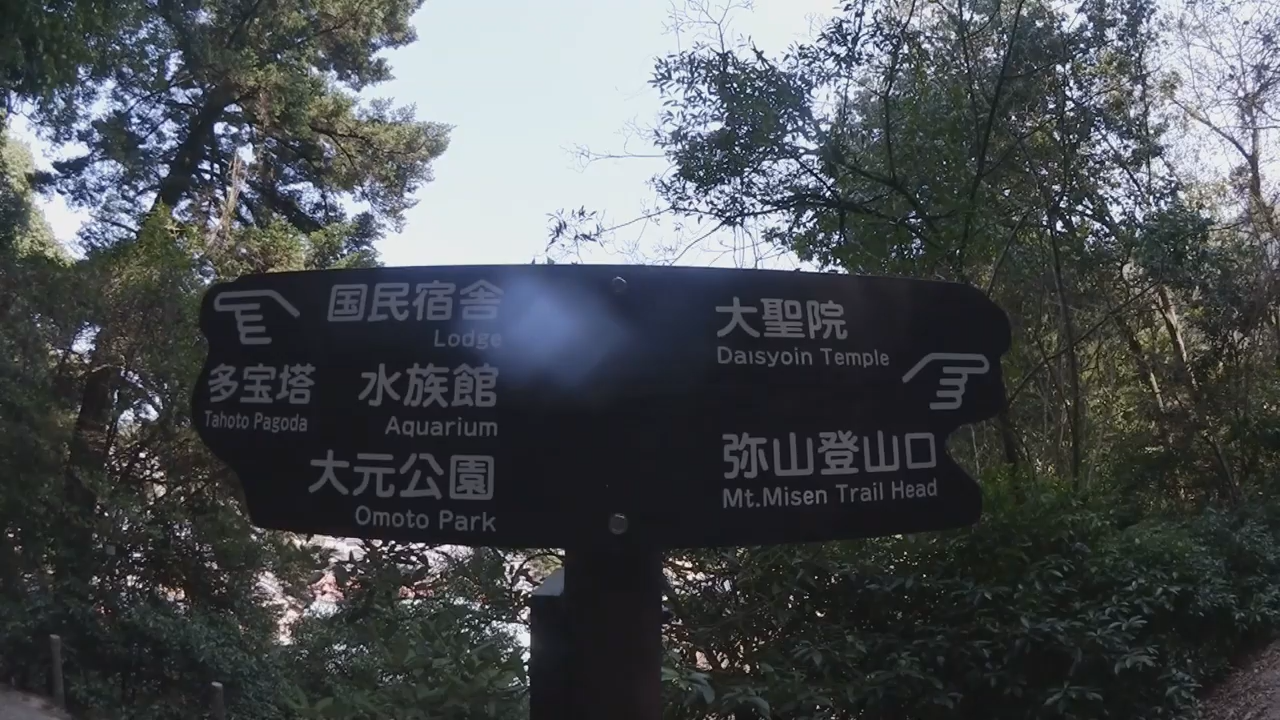 国民宿舎
Lodge
多宝塔
Tahoto Pagoda
水族館
Aquarium
大元公園
Omoto Park
大聖院
Daisyoin Temple
弥山登山口
Mt.Misen Trail Head